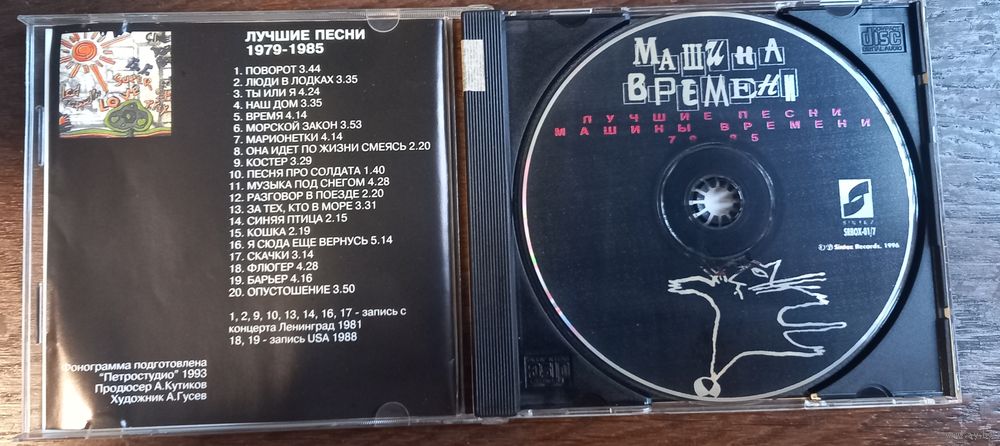 ЛУЧШИЕ ПЕСНИ
1979-1985
1. ПОВОРОТ 3.44
2. ЛЮДИ В ЛОДКАХ 3.35
3. ТЫ ИЛИ Я 4.24
4. НАШ ДОМ 3.35
5. ВРЕМЯ 4.14
6. МОРСКОЙ ЗАКОН 3.53
7. МАРИОНЕТКИ 4.14
8. ОНА ИДЕТ ПО ЖИЗНИ СМЕЯСЬ 2.20
9. КОСТЕР 3.29
10. ПЕСНЯ ПРО СОЛДАТА 1.40
11. МУЗЫКА ПОД СНЕГОМ 4.28
12. РАЗГОВОР В ПОЕЗДЕ 2.20
13. ЗА ТЕХ, КТО В МОРЕ 3.31
14. СИНЯЯ ПТИЦА 2.15
15. КОШКА 2.19
16. Я СЮДА ЕЩЕ ВЕРНУСЬ 5.14
17. СКАЧКИ 3.14
18. ФЛЮГЕР 4.28
19. БАРЬЕР 4.16
20. ОПУСТОШЕНИЕ 3.50
1, 2, 9, 10, 13, 14, 16, 17 - запись с
концерта Ленинград 1981
18, 19 - запись USA 1988
Фонограмма подготовлена
"Петростудио" 1993
Продюсер А.Кутиков
Художник А.Гусев
МАШИНА
ВРЕМЕНI
ЛУЧШИЕ ПЕСНИ
МАШИНЫ ВРЕМЕНИ
SINTEZ
SRBOX-01/7
© ℗ Sintez Records, 1996
COMPACT
disc
DIGITAL AUDIO